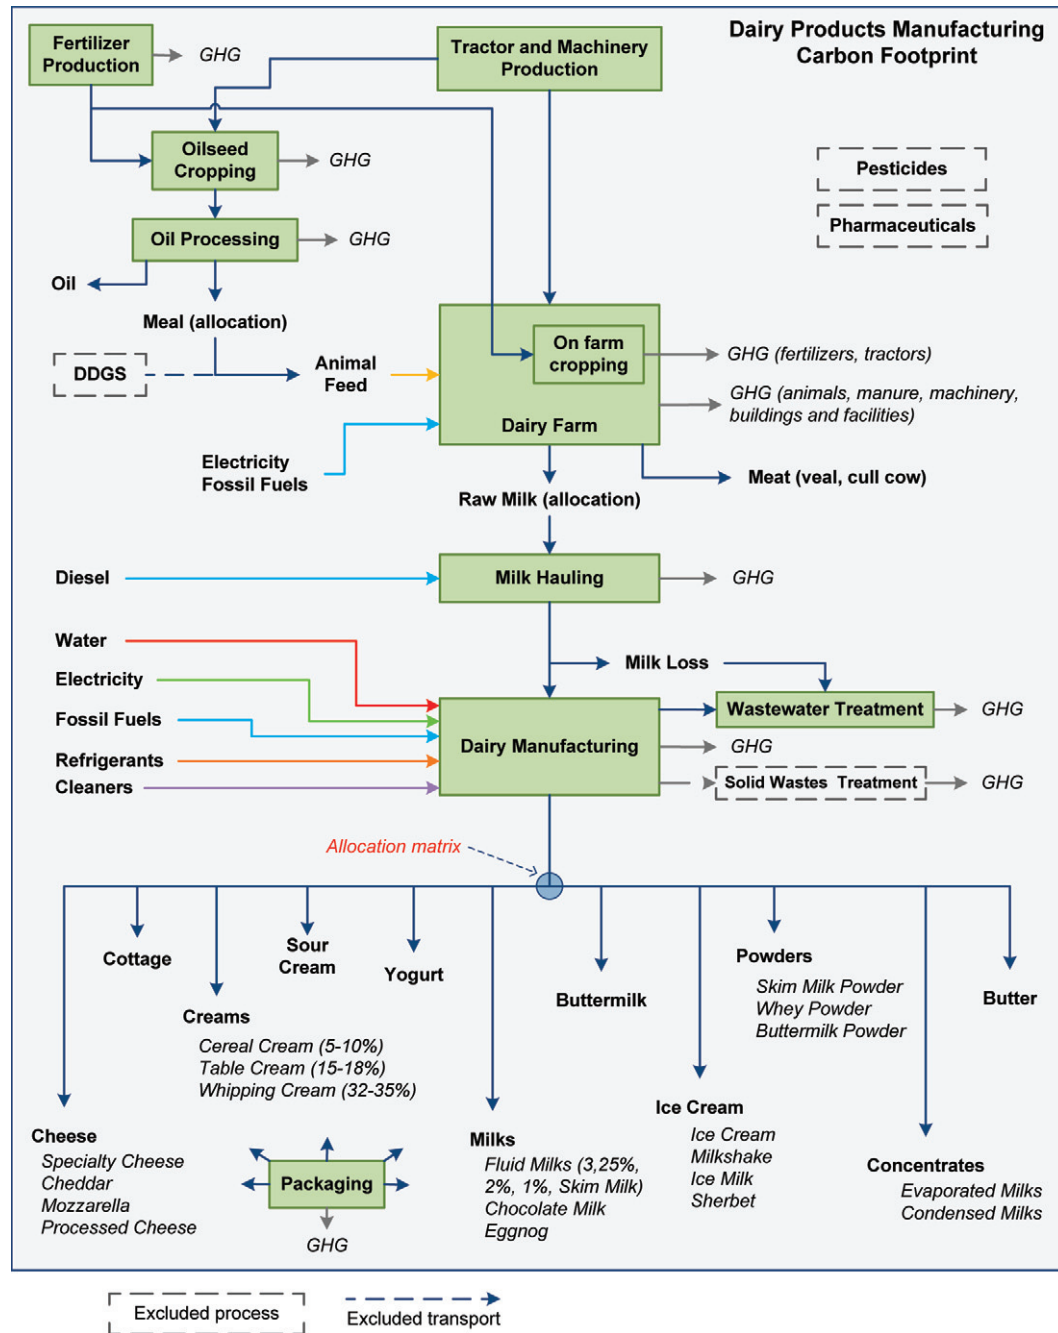 Dairy Products Manufacturing
Carbon Footprint
Fertilizer
Production
GHG
Tractor and Machinery
Production
Oilseed
Cropping
GHG
Pesticides
Pharmaceuticals
Oil Processing
GHG
Oil
Meal (allocation)
DDGS
Animal
Feed
On farm
cropping
GHG (fertilizers, tractors)
GHG (animals, manure, machinery,
buildings and facilities)
Dairy Farm
Electricity
Fossil Fuels
Meat (veal, cull cow)
Raw Milk (allocation)
Diesel
Milk Hauling
GHG
Water
Milk Loss
Electricity
Wastewater Treatment
GHG
Fossil Fuels
Dairy Manufacturing
GHG
Refrigerants
Solid Wastes Treatment
GHG
Cleaners
Allocation matrix
Cottage
Sour
Cream
Yogurt
Powders
Skim Milk Powder
Whey Powder
Buttermilk Powder
Buttermilk
Butter
Creams
Cereal Cream (5-10%)
Table Cream (15-18%)
Whipping Cream (32-35%)
Cheese
Specialty Cheese
Cheddar
Mozzarella
Processed Cheese
Packaging
GHG
Milks
Fluid Milks (3,25%,
2%, 1%, Skim Milk)
Chocolate Milk
Eggnog
Ice Cream
Ice Cream
Milkshake
Ice Milk
Sherbet
Concentrates
Evaporated Milks
Condensed Milks
Excluded process
Excluded transport